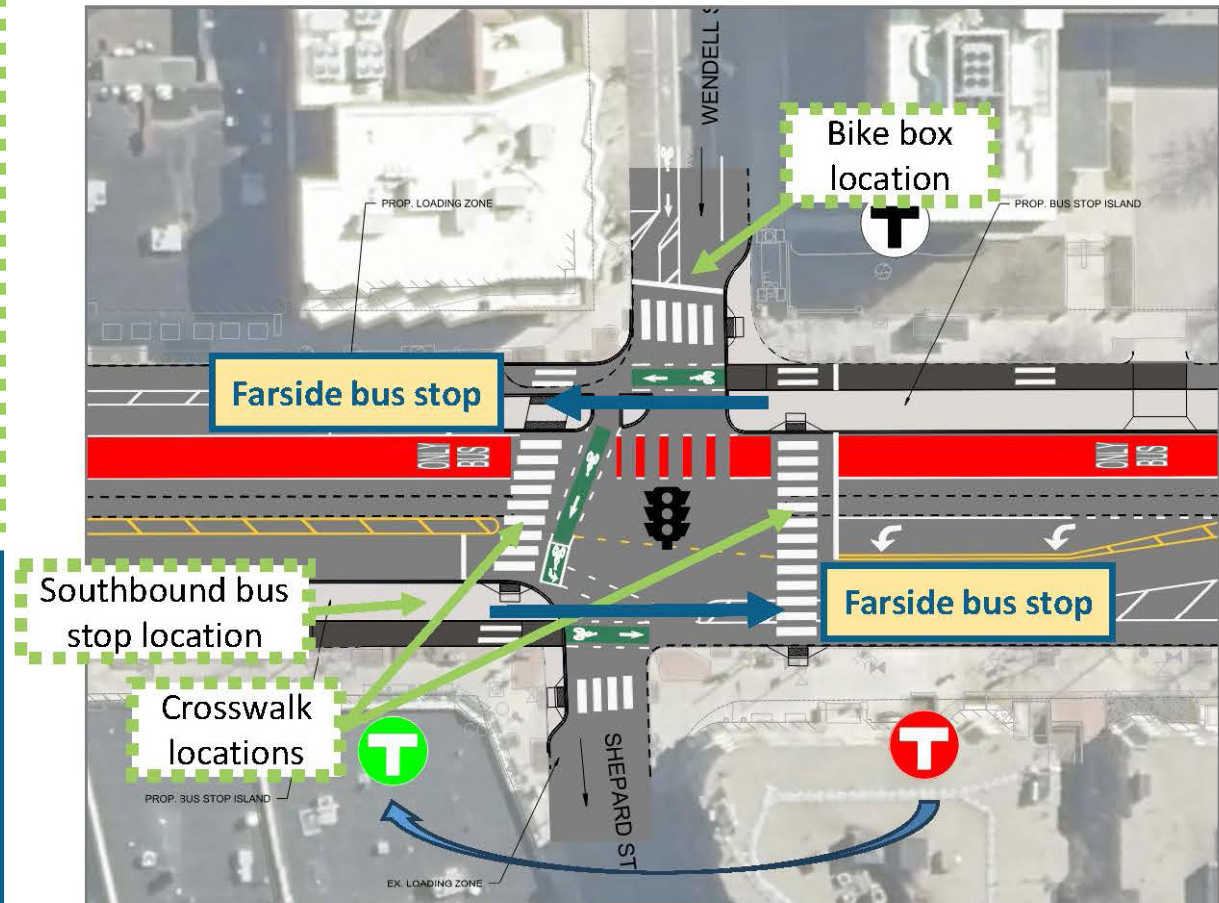 WENDELL S
Bike box
location
PROP. LOADING ZONE
T
PROP. BUS STOP ISLAND
Farside bus stop
ONLY
BUS
ONLY
BUS
Southbound bus
stop location
Farside bus stop
Crosswalk
locations
T
T
PROP. BUS STOP ISLAND
SHEPARD ST
EX. LOADING ZONE